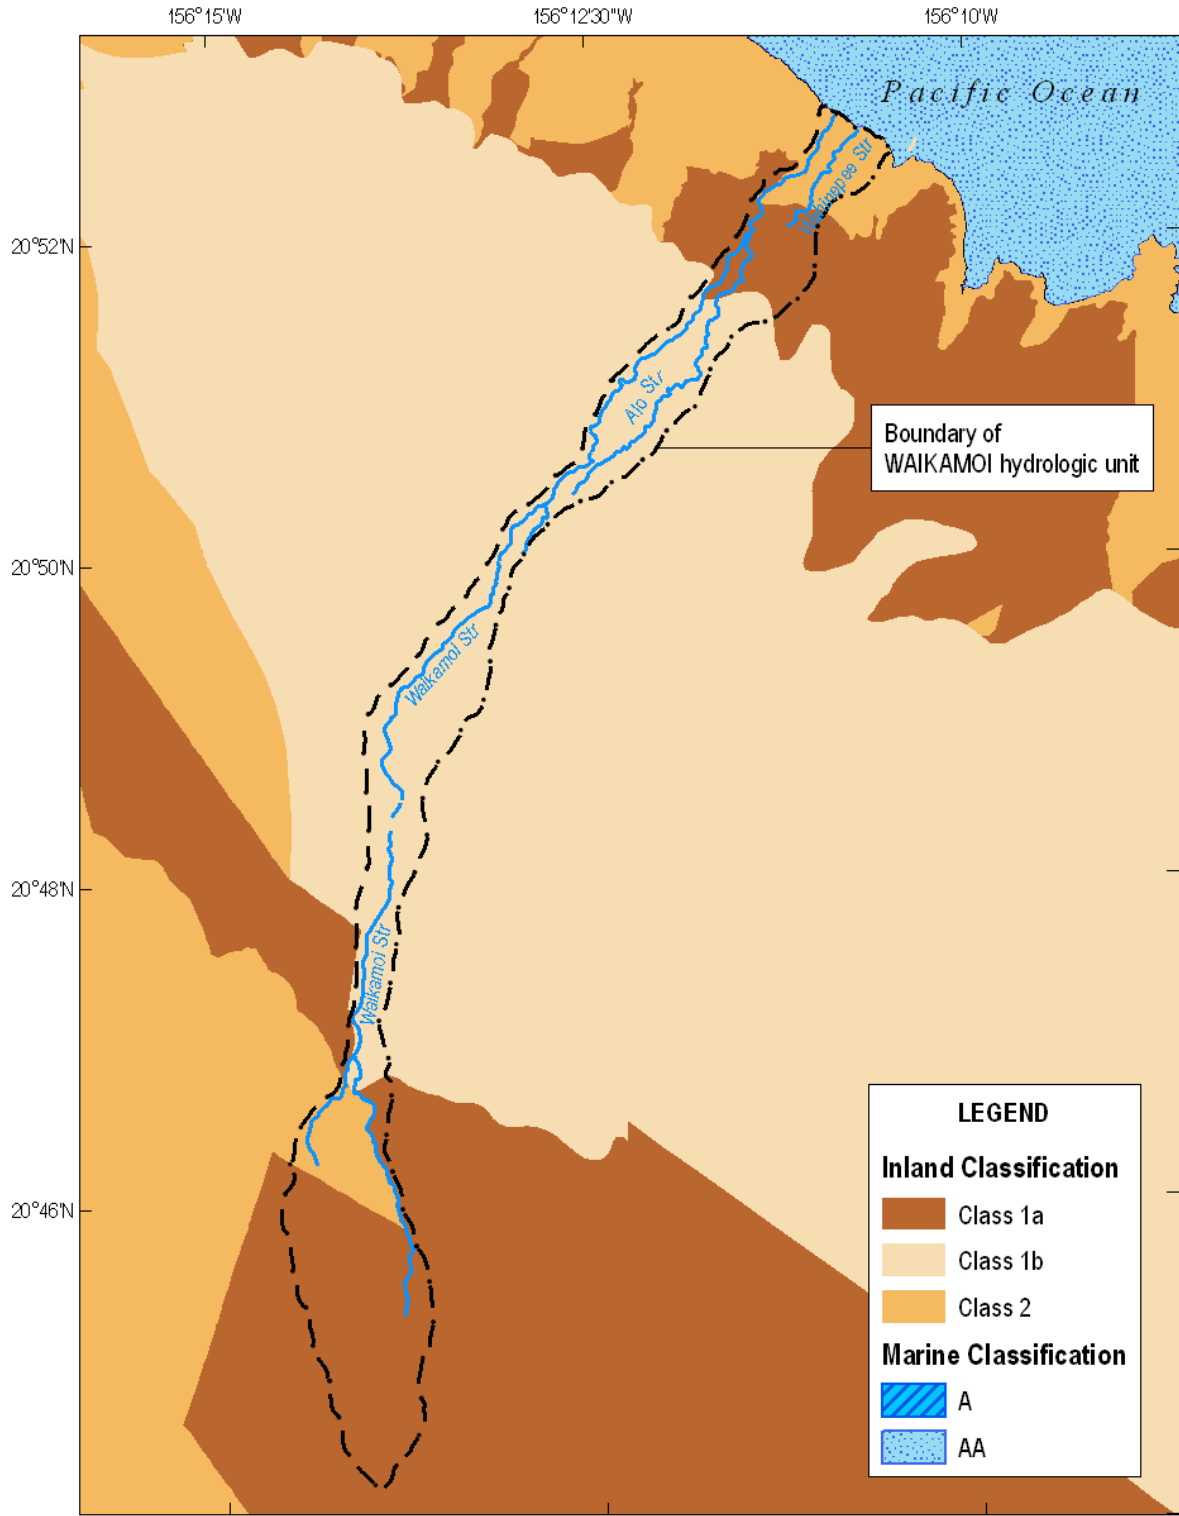 156°15'W 156°12'30"W 156°10'W
Pacific Ocean
Wahinepee Str
20°52'N
Alo Str
Boundary of
WAIKAMOI hydrologic unit
20°50'N
Waikamoi Str
20°48'N
Waikamoi Str
LEGEND
Inland Classification
Class 1a
Class 1b
Class 2
20°46'N
Marine Classification
A
AA